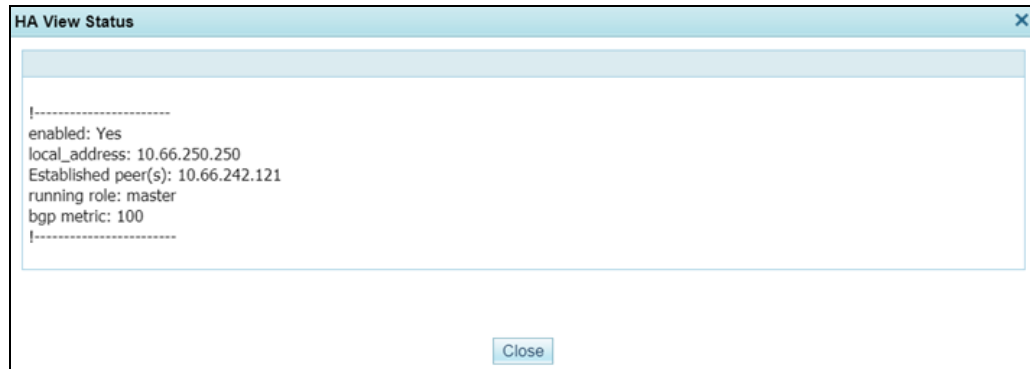 HA View Status
!-----------------------
enabled: Yes
local_address: 10.66.250.250
Established peer(s): 10.66.242.121
running role: master
bgp metric: 100
!------------------------
Close